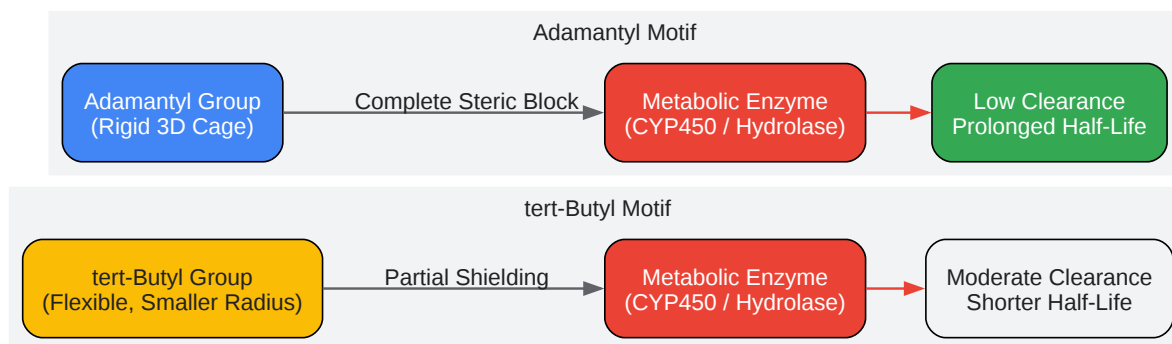 Adamantyl Motif
Adamantyl Group
(Rigid 3D Cage)
Complete Steric Block
Metabolic Enzyme
(CYP450 / Hydrolase)
Low Clearance
Prolonged Half-Life
tert-Butyl Motif
tert-Butyl Group
(Flexible, Smaller Radius)
Partial Shielding
Metabolic Enzyme
(CYP450 / Hydrolase)
Moderate Clearance
Shorter Half-Life